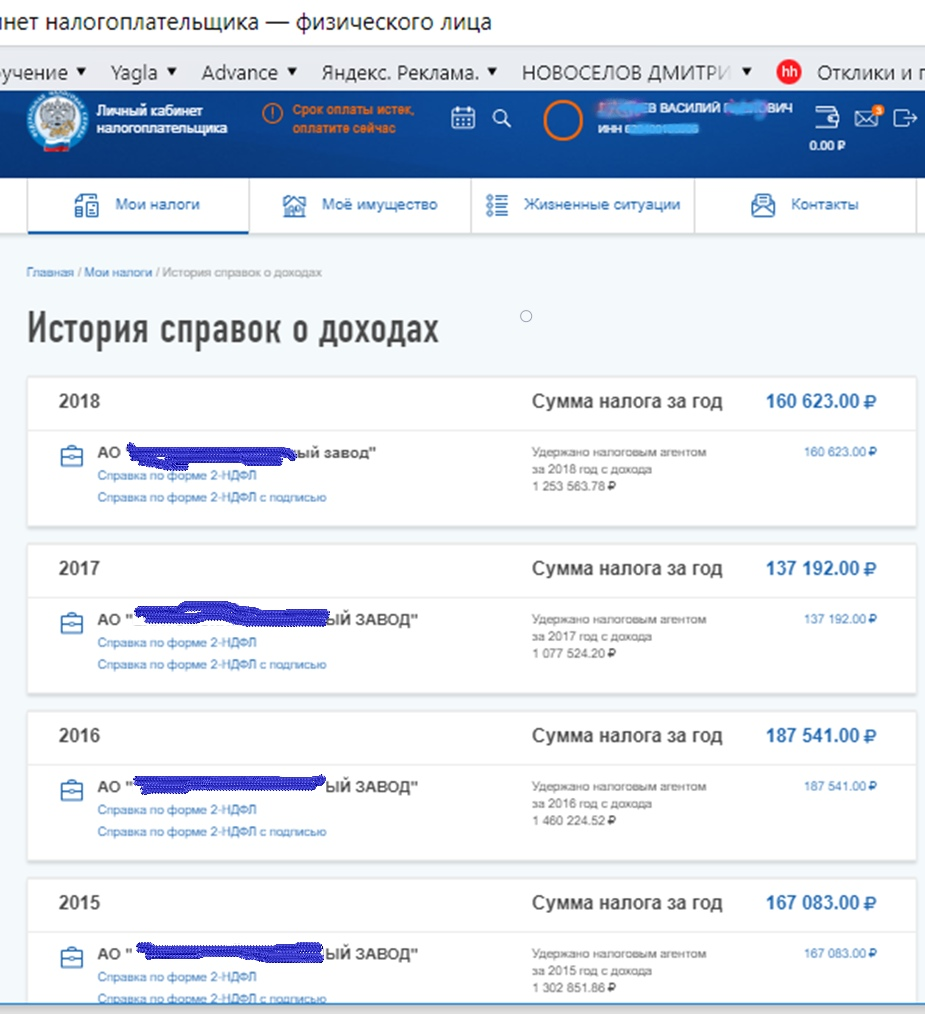 нет налогоплательщика — физического лица
учение ▼ Yagla ▼ Advance ▼ Яндекс. Реклама. ▼ НОВОСЕЛОВ ДМИТРИ ▼ hh Отклики и п
Личный кабинет
налогоплательщика
Срок оплаты истек,
оплатите сейчас
В ВАСИЛИЙ ВИЧ
ИНН
3
0.00 ₽
Мои налоги Моё имущество Жизненные ситуации Контакты
Главная / Мои налоги / История справок о доходах
История справок о доходах
2018 Сумма налога за год 160 623.00 ₽
АО ый завод"
Справка по форме 2-НДФЛ
Справка по форме 2-НДФЛ с подписью
Удержано налоговым агентом 160 623.00 ₽
за 2018 год с дохода
1 253 563.78 ₽
2017 Сумма налога за год 137 192.00 ₽
АО " ЫЙ ЗАВОД"
Справка по форме 2-НДФЛ
Справка по форме 2-НДФЛ с подписью
Удержано налоговым агентом 137 192.00 ₽
за 2017 год с дохода
1 077 524.20 ₽
2016 Сумма налога за год 187 541.00 ₽
АО " ЫЙ ЗАВОД"
Справка по форме 2-НДФЛ
Справка по форме 2-НДФЛ с подписью
Удержано налоговым агентом 187 541.00 ₽
за 2016 год с дохода
1 460 224.52 ₽
2015 Сумма налога за год 167 083.00 ₽
АО " ЫЙ ЗАВОД"
Справка по форме 2-НДФЛ
Справка по форме 2-НДФЛ с подписью
Удержано налоговым агентом 167 083.00 ₽
за 2015 год с дохода
1 302 851.86 ₽